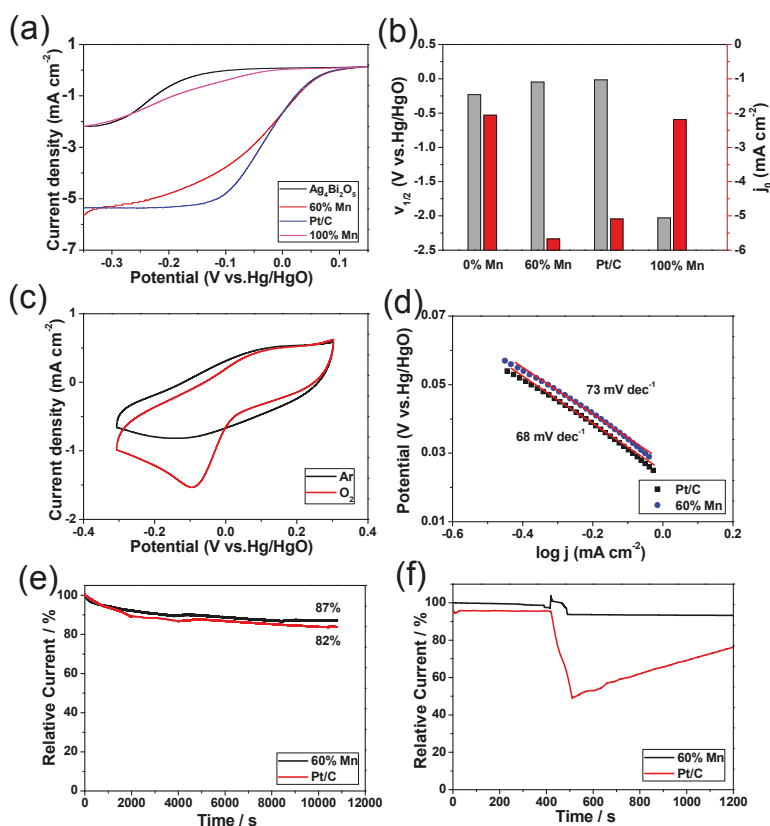 (a)
Current density (mA cm-2)
1
-1
-3
-5
-7
-0.3 -0.2 -0.1 0.0 0.1
Potential (V vs.Hg/HgO)
Ag4Bi2O5
60% Mn
Pt/C
100% Mn
(b)
v1/2 (V vs.Hg/HgO)
0.5
0.0
-0.5
-1.0
-1.5
-2.0
-2.5
0% Mn 60% Mn Pt/C 100% Mn
0
-1
-2
-3
-4
-5
-6
jn (mA cm-2)
(c)
Current density (mA cm-2)
1
0
-1
-2
-0.4 -0.2 0.0 0.2 0.4
Potential (V vs.Hg/HgO)
Ar
O2
(d)
Potential (V vs.Hg/HgO)
0.07
0.05
0.03
0.01
73 mV dec-1
68 mV dec-1
-0.6 -0.4 -0.2 0.0 0.2
log j (mA cm-2)
Pt/C
60% Mn
(e)
Relative Current / %
100
80
60
40
20
0
87%
82%
0 2000 4000 6000 8000 10000 12000
Time / s
60% Mn
Pt/C
(f)
Relative Current / %
100
80
60
40
20
0
0 200 400 600 800 1000 1200
Time / s
60% Mn
Pt/C